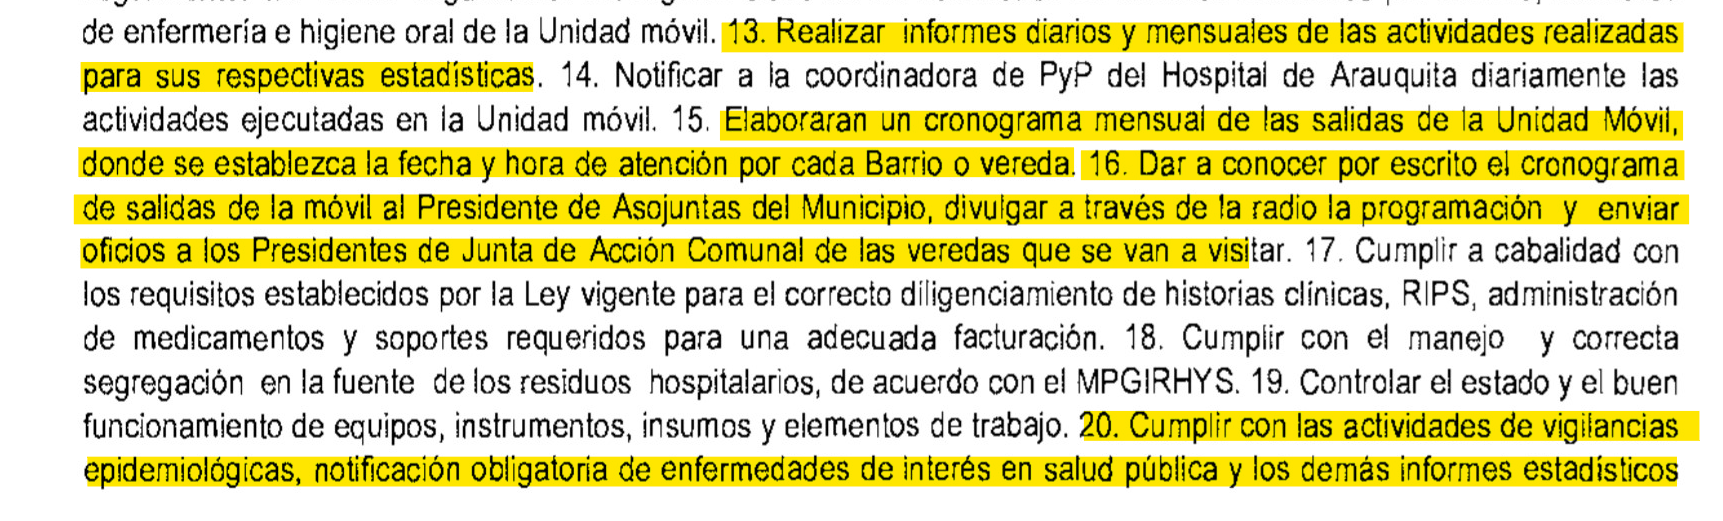 de enfermería e higiene oral de la Unidad móvil. 13. Realizar informes diarios y mensuales de las actividades realizadas
para sus respectivas estadísticas. 14. Notificar a la coordinadora de PyP del Hospital de Arauquita diariamente las
actividades ejecutadas en la Unidad móvil. 15. Elaboraran un cronograma mensual de las salidas de la Unidad Móvil,
donde se establezca la fecha y hora de atención por cada Barrio o vereda. 16. Dar a conocer por escrito el cronograma
de salidas de la móvil al Presidente de Asojuntas del Municipio, divulgar a través de la radio la programación y enviar
oficios a los Presidentes de Junta de Acción Comunal de las veredas que se van a visitar. 17. Cumplir a cabalidad con
los requisitos establecidos por la Ley vigente para el correcto diligenciamiento de historias clínicas, RIPS, administración
de medicamentos y soportes requeridos para una adecuada facturación. 18. Cumplir con el manejo y correcta
segregación en la fuente de los residuos hospitalarios, de acuerdo con el MPGIRHYS. 19. Controlar el estado y el buen
funcionamiento de equipos, instrumentos, insumos y elementos de trabajo. 20. Cumplir con las actividades de vigilancias
epidemiológicas, notificación obligatoria de enfermedades de interés en salud pública y los demás informes estadísticos